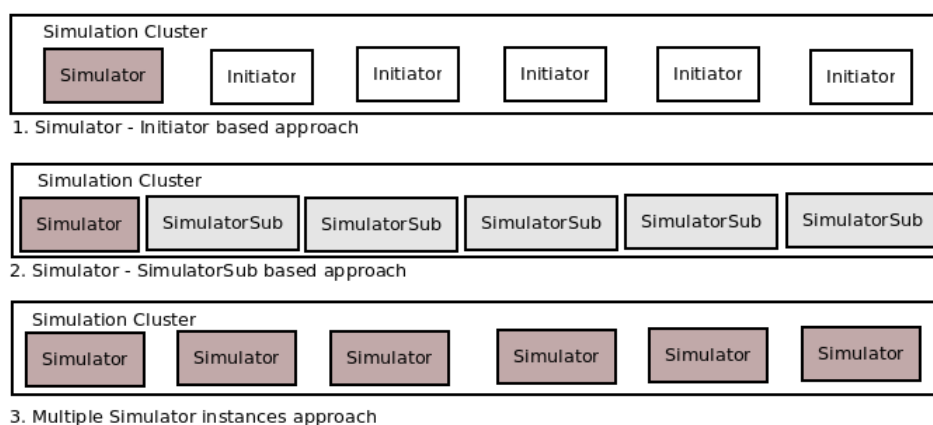 Simulation Cluster
Simulator Initiator Initiator Initiator Initiator Initiator
1. Simulator - Initiator based approach
Simulation Cluster
Simulator SimulatorSub SimulatorSub SimulatorSub SimulatorSub SimulatorSub
2. Simulator - SimulatorSub based approach
Simulation Cluster
Simulator Simulator Simulator Simulator Simulator Simulator
3. Multiple Simulator instances approach